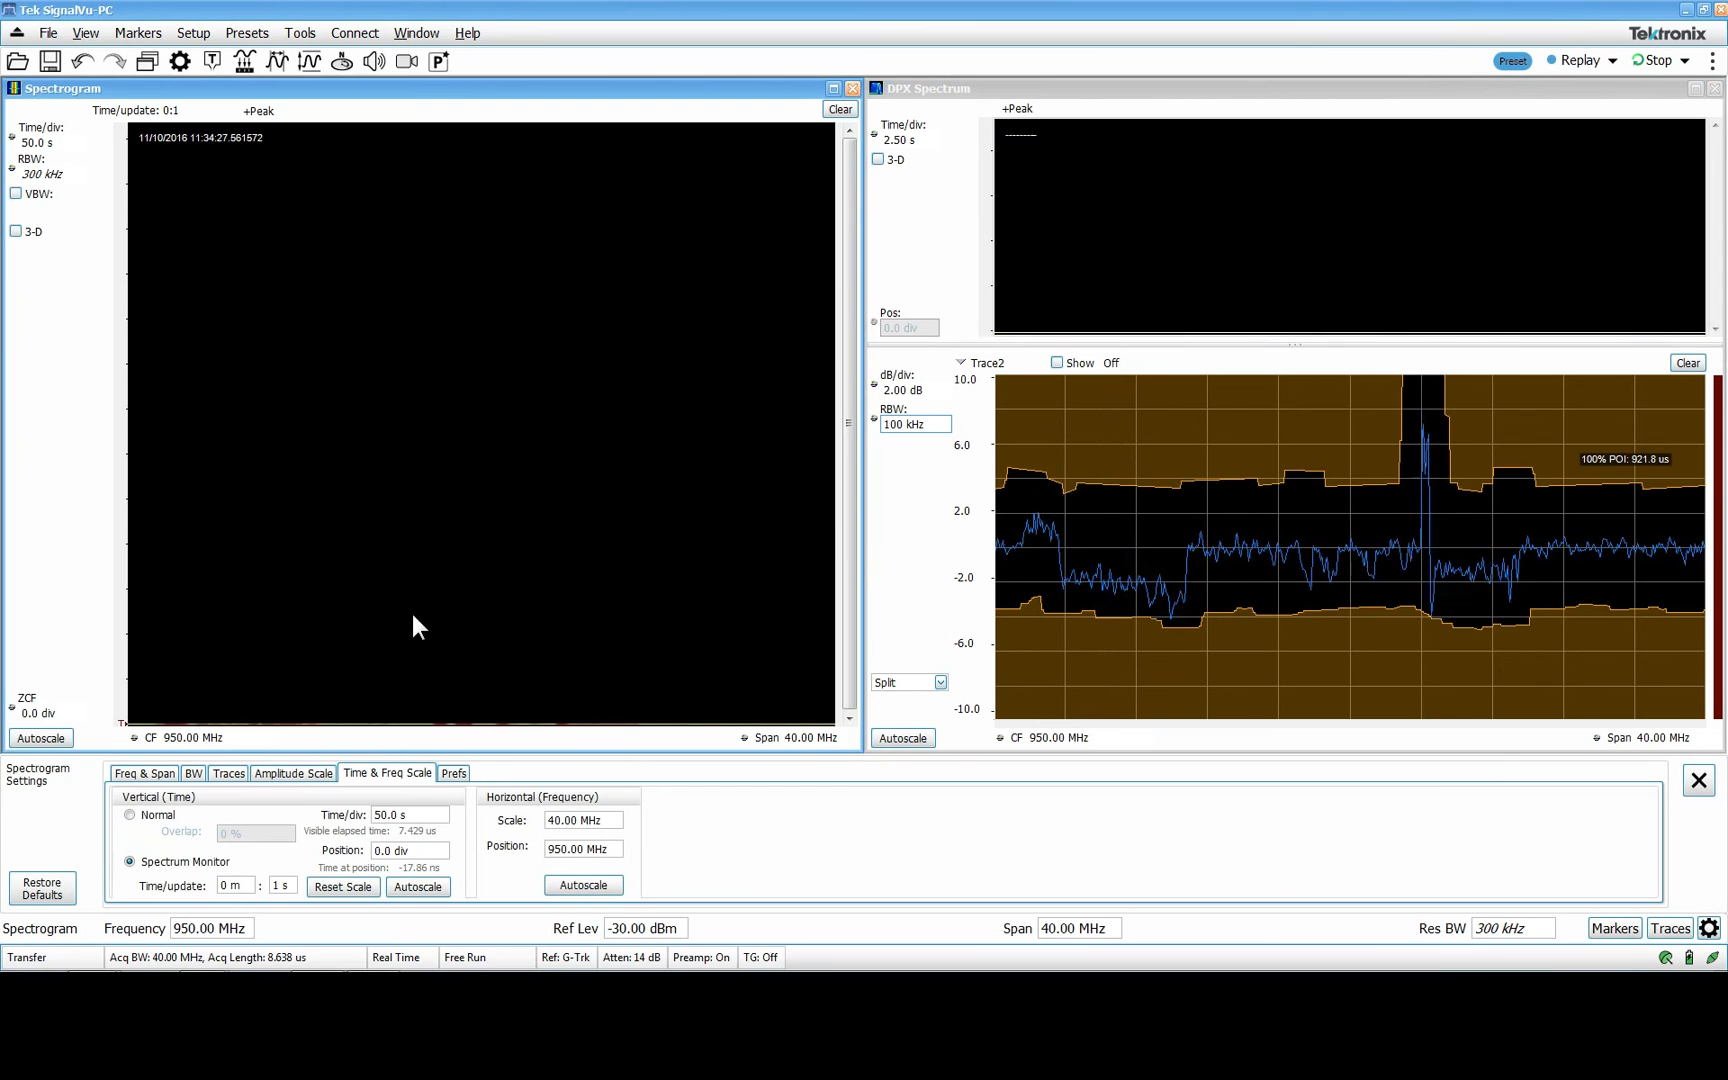 Tek SignalVu-PC
File View Markers Setup Presets Tools Connect Window Help
Tektronix
Preset Replay Stop
Spectrogram
Time/update: 0:1 +Peak Clear
Time/div:
50.0 s
RBW:
300 kHz
VBW:
3-D
11/10/2016 11:34:27.561572
ZCF
0.0 div
Autoscale CF 950.00 MHz Span 40.00 MHz
DPX Spectrum
+Peak
Time/div:
2.50 s
3-D
---------
Pos:
0.0 div
Trace2 Show Off Clear
dB/div:
2.00 dB
RBW:
100 kHz
10.0
6.0
2.0
-2.0
-6.0
-10.0
100% POI: 921.8 us
Split
Autoscale CF 950.00 MHz Span 40.00 MHz
Spectrogram
Settings
Freq & Span BW Traces Amplitude Scale Time & Freq Scale Prefs
Vertical (Time)
Normal
Overlap: 0 %
Spectrum Monitor
Time/update: 0 m : 1 s
Time/div: 50.0 s
Visible elapsed time: 7.429 us
Position: 0.0 div
Time at position: -17.86 ns
Reset Scale Autoscale
Horizontal (Frequency)
Scale: 40.00 MHz
Position: 950.00 MHz
Autoscale
Restore
Defaults
Spectrogram Frequency 950.00 MHz Ref Lev -30.00 dBm Span 40.00 MHz Res BW 300 kHz Markers Traces
Transfer Acq BW: 40.00 MHz, Acq Length: 8.638 us Real Time Free Run Ref: G-Trk Atten: 14 dB Preamp: On TG: Off